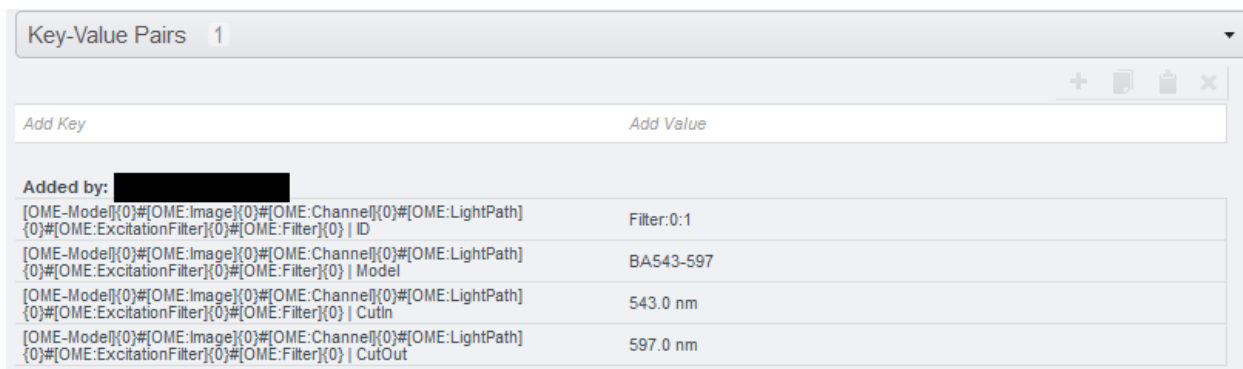 Key-Value Pairs 1
Add Key Add Value
Added by:
[OME-Model]{0}#[OME:Image]{0}#[OME:Channel]{0}#[OME:LightPath]
{0}#[OME:ExcitationFilter]{0}#[OME:Filter]{0} | ID
Filter:0:1
[OME-Model]{0}#[OME:Image]{0}#[OME:Channel]{0}#[OME:LightPath]
{0}#[OME:ExcitationFilter]{0}#[OME:Filter]{0} | Model
BA543-597
[OME-Model]{0}#[OME:Image]{0}#[OME:Channel]{0}#[OME:LightPath]
{0}#[OME:ExcitationFilter]{0}#[OME:Filter]{0} | CutIn
543.0 nm
[OME-Model]{0}#[OME:Image]{0}#[OME:Channel]{0}#[OME:LightPath]
{0}#[OME:ExcitationFilter]{0}#[OME:Filter]{0} | CutOut
597.0 nm